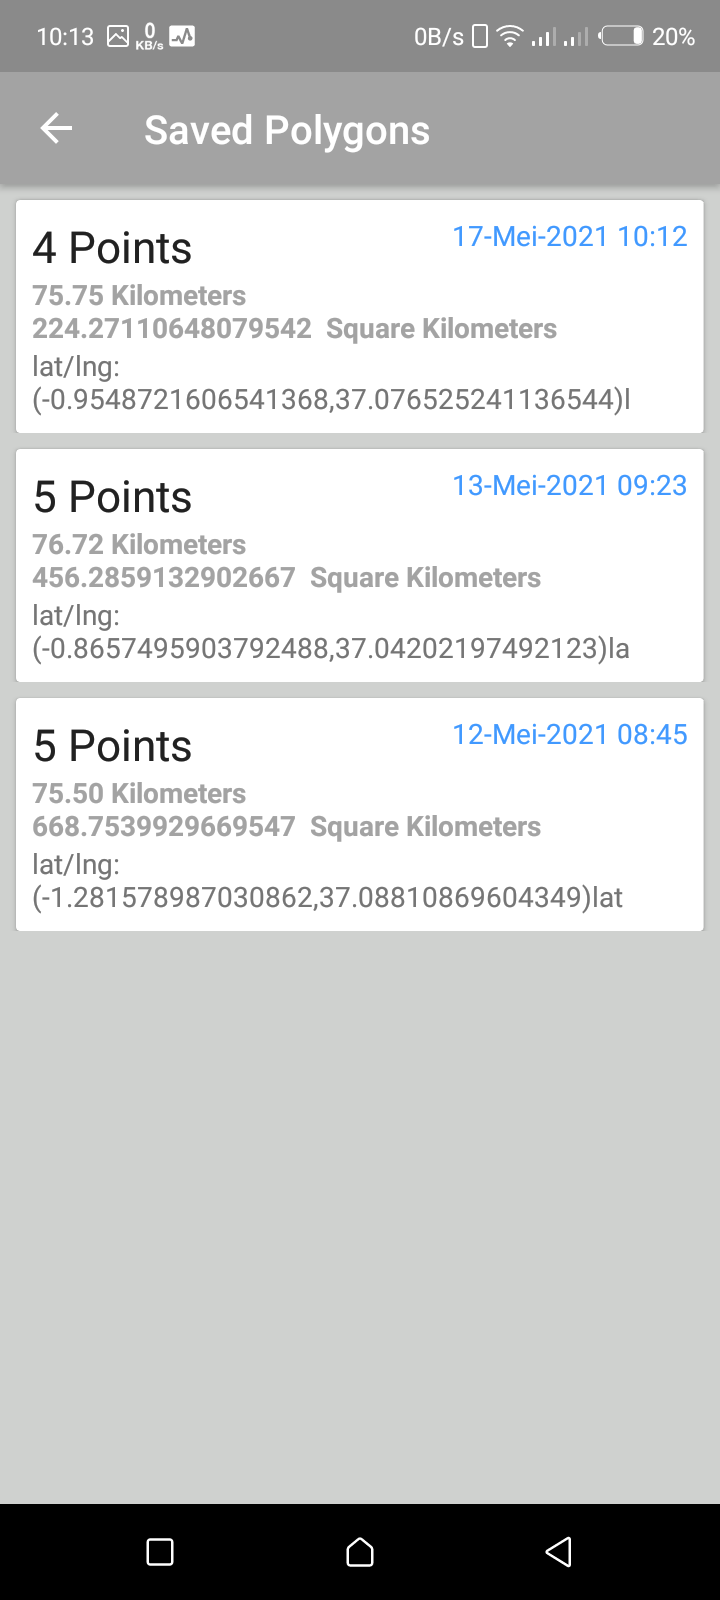 10:13 0 KB/s 0B/s 20%
Saved Polygons
4 Points 17-Mei-2021 10:12
75.75 Kilometers
224.27110648079542 Square Kilometers
lat/lng:
(-0.9548721606541368,37.076525241136544)l
5 Points 13-Mei-2021 09:23
76.72 Kilometers
456.2859132902667 Square Kilometers
lat/lng:
(-0.8657495903792488,37.04202197492123)la
5 Points 12-Mei-2021 08:45
75.50 Kilometers
668.7539929669547 Square Kilometers
lat/lng:
(-1.281578987030862,37.08810869604349)lat